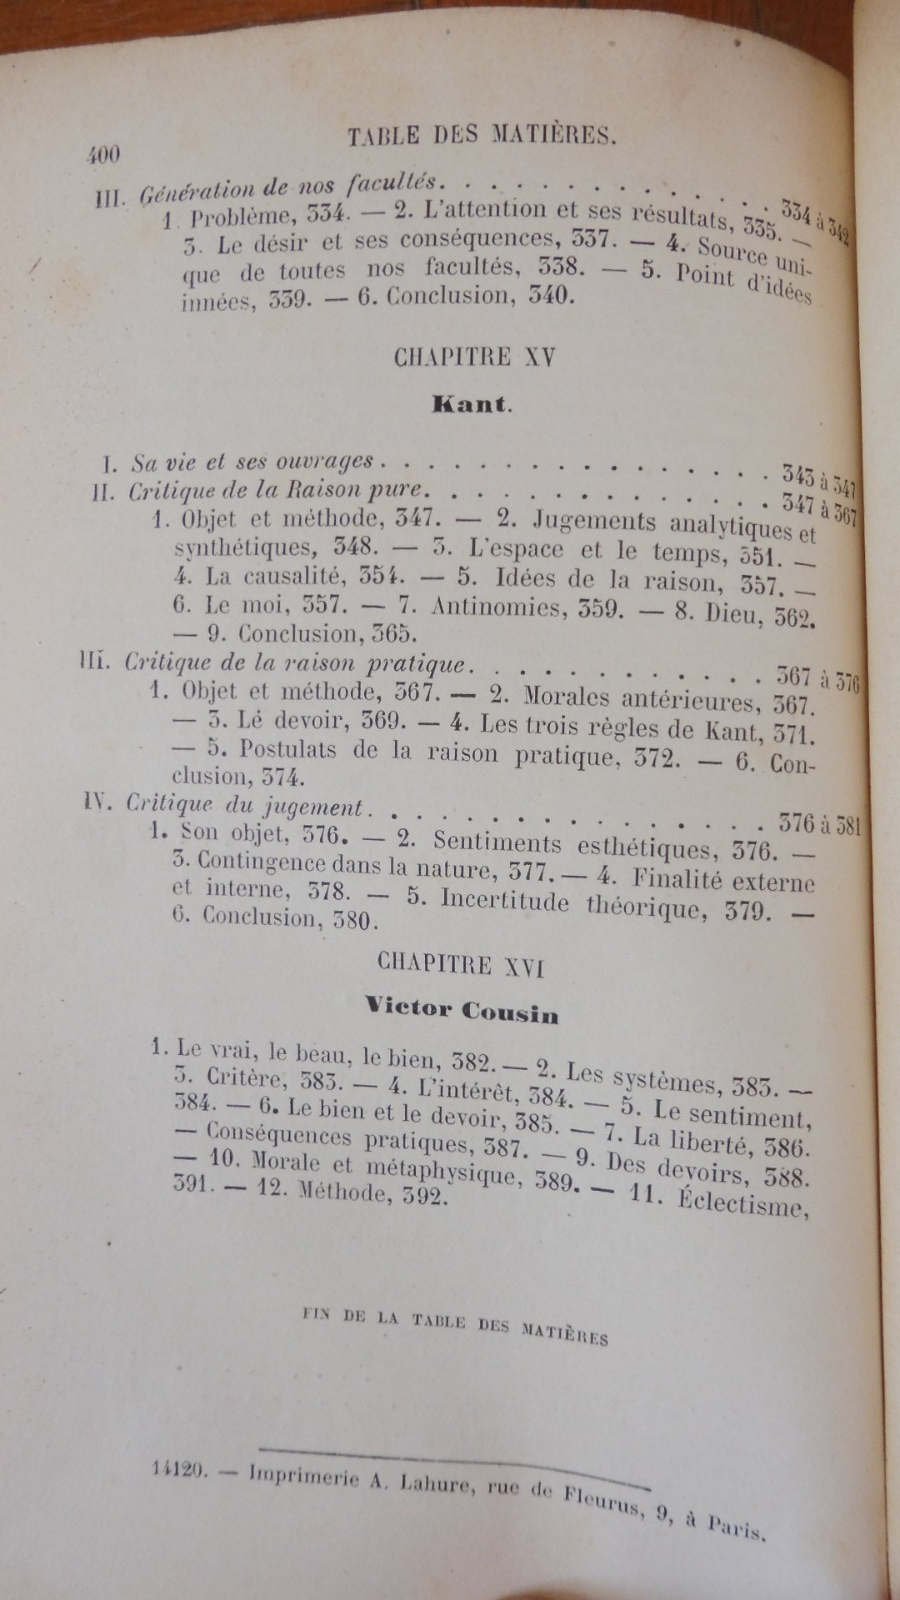 400
TABLE DES MATIÈRES.
III. Génération de nos facultés. . . . . . . . . . . . . 334 à 342
1. Problème, 334. — 2. L'attention et ses résultats, 335. —
3. Le désir et ses conséquences, 337. — 4. Source uni-
que de toutes nos facultés, 338. — 5. Point d'idées
innées, 339. — 6. Conclusion, 340.
CHAPITRE XV
Kant.
I. Sa vie et ses ouvrages . . . . . . . . . . . . . . . . 343 à 347
II. Critique de la Raison pure. . . . . . . . . . . . . . 347 à 367
1. Objet et méthode, 347. — 2. Jugements analytiques et
synthétiques, 348. — 3. L'espace et le temps, 351. —
4. La causalité, 354. — 5. Idées de la raison, 357. —
6. Le moi, 357. — 7. Antinomies, 359. — 8. Dieu, 362.
— 9. Conclusion, 365.
III. Critique de la raison pratique. . . . . . . . . . . . 367 à 376
1. Objet et méthode, 367. — 2. Morales antérieures, 367.
— 3. Lé devoir, 369. — 4. Les trois règles de Kant, 371.
— 5. Postulats de la raison pratique, 372. — 6. Con-
clusion, 374.
IV. Critique du jugement. . . . . . . . . . . . . . . . 376 à 381
1. Son objet, 376. — 2. Sentiments esthétiques, 376. —
3. Contingence dans la nature, 377. — 4. Finalité externe
et interne, 378. — 5. Incertitude théorique, 379. —
6. Conclusion, 380.
CHAPITRE XVI
Victor Cousin
1. Le vrai, le beau, le bien, 382. — 2. Les systèmes, 383. —
3. Critère, 383. — 4. L'intérêt, 384. — 5. Le sentiment,
384. — 6. Le bien et le devoir, 385. — 7. La liberté, 386.
— Conséquences pratiques, 387. — 9. Des devoirs, 388.
— 10. Morale et métaphysique, 389. — 11. Éclectisme,
391. — 12. Méthode, 392.
FIN DE LA TABLE DES MATIÈRES
14120. — Imprimerie A. Lahure, rue de Fleurus, 9, à Paris.